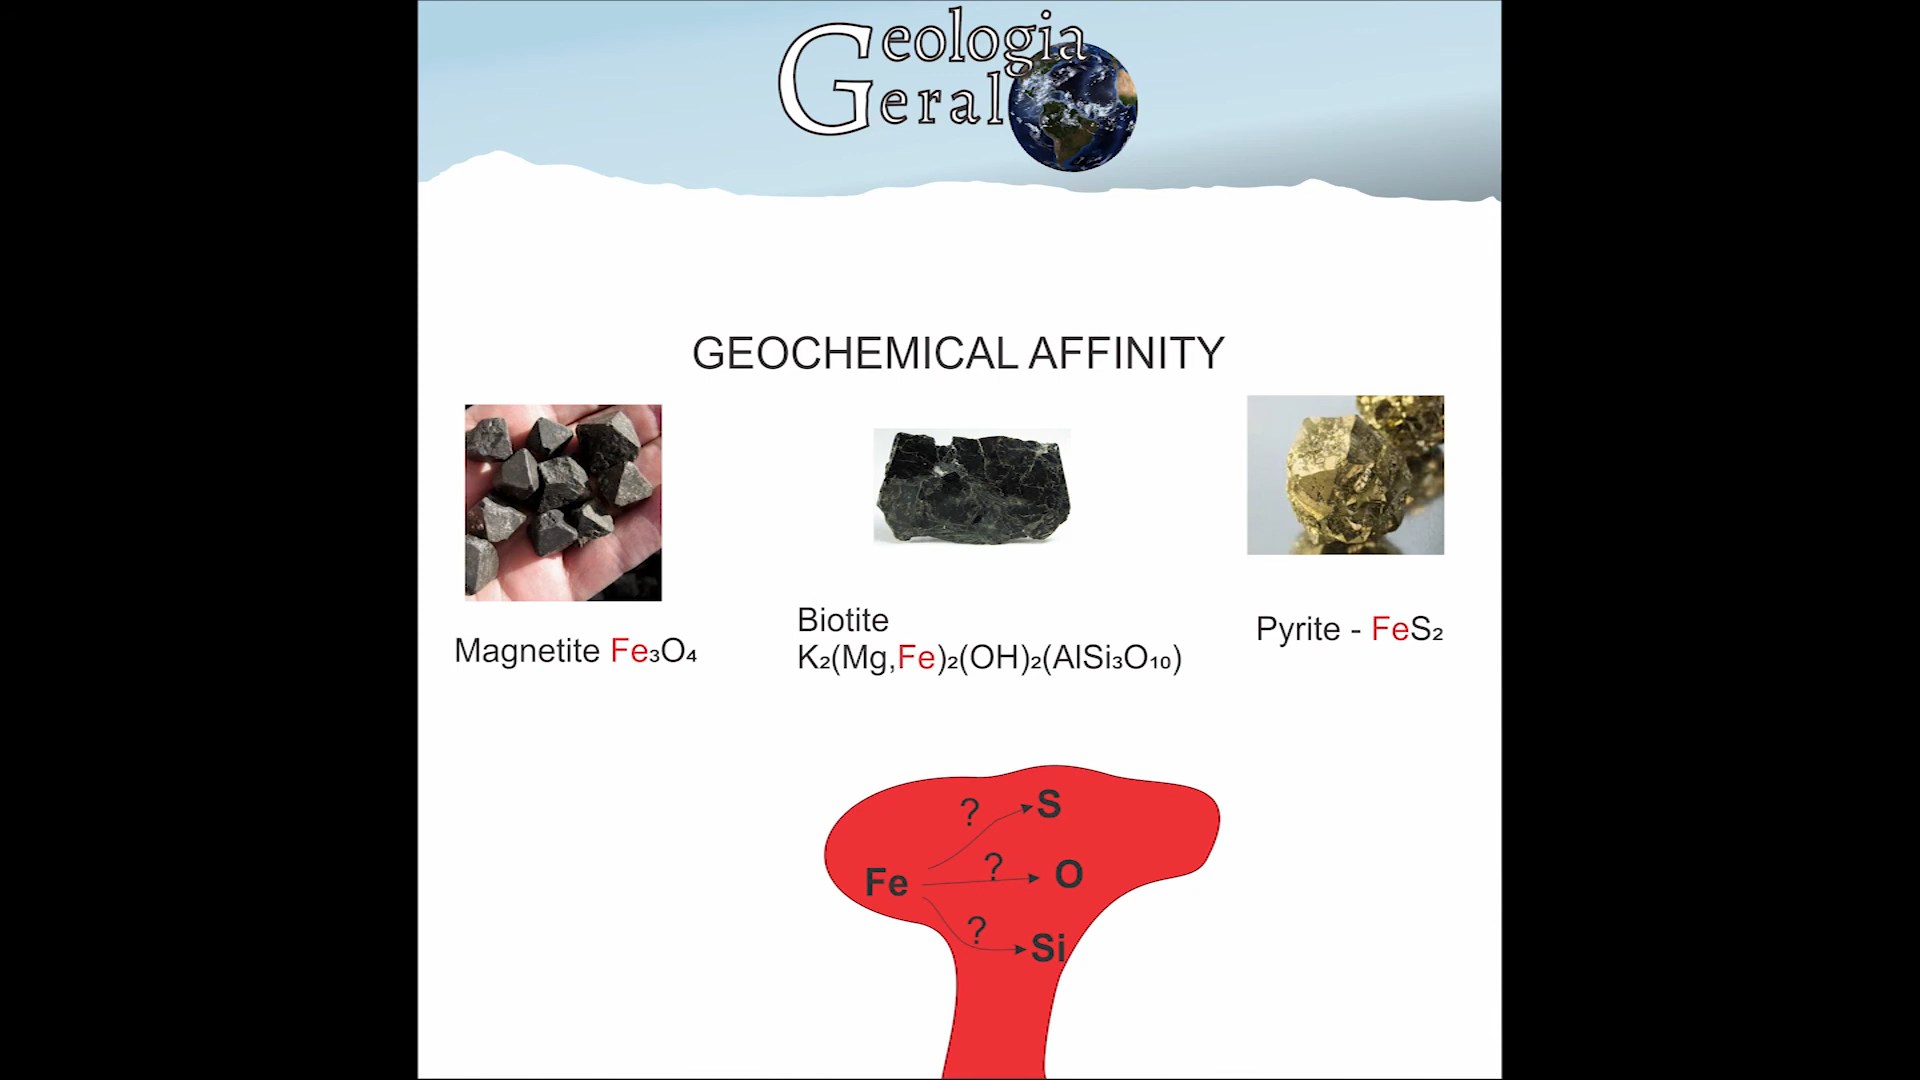 Geologia
Geral
GEOCHEMICAL AFFINITY
Magnetite Fe₃O₄
Biotite
K₂(Mg,Fe)₂(OH)₂(AlSi₃O₁₀)
Pyrite - FeS₂
? S
Fe ? O
? Si